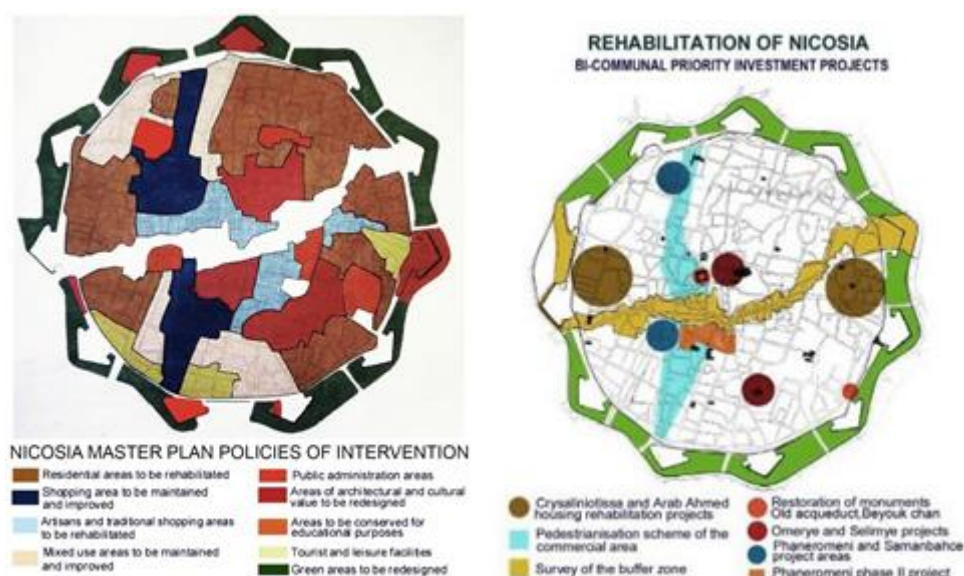 REHABILITATION OF NICOSIA
BI-COMMUNAL PRIORITY INVESTMENT PROJECTS
NICOSIA MASTER PLAN POLICIES OF INTERVENTION
Residential areas to be rehabilitated
Shopping area to be maintained
and improved
Artisans and traditional shopping areas
to be rehabilitated
Mixed use areas to be maintained
and improved
Public administration areas
Areas of architectural and cultural
value to be redesigned
Areas to be conserved for
educational purposes
Tourist and leisure facilities
Green areas to be redesigned
Crysaliniotissa and Arab Ahmed
housing rehabilitation projects
Pedestrianisation scheme of the
commercial area
Survey of the buffer zone
Restoration of monuments
Old acqueduct,Beyouk chan
Omerye and Selimye projects
Phaneromeni and Samanbahce
project areas
Phaneromeni phase II project